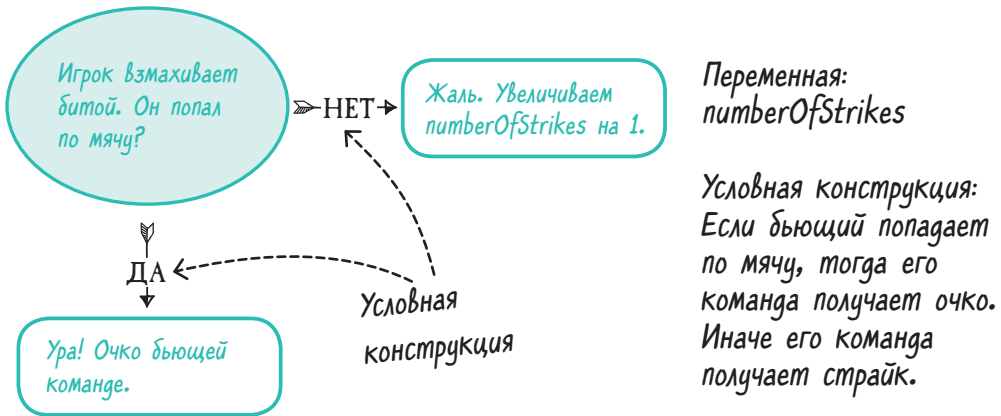 Игрок взмахивает
битой. Он попал
по мячу?
НЕТ
Жаль. Увеличиваем
numberOfStrikes на 1.
ДА
Ура! Очко бьющей
команде.
Условная
конструкция
Переменная:
numberOfStrikes
Условная конструкция:
Если бьющий попадает
по мячу, тогда его
команда получает очко.
Иначе его команда
получает страйк.